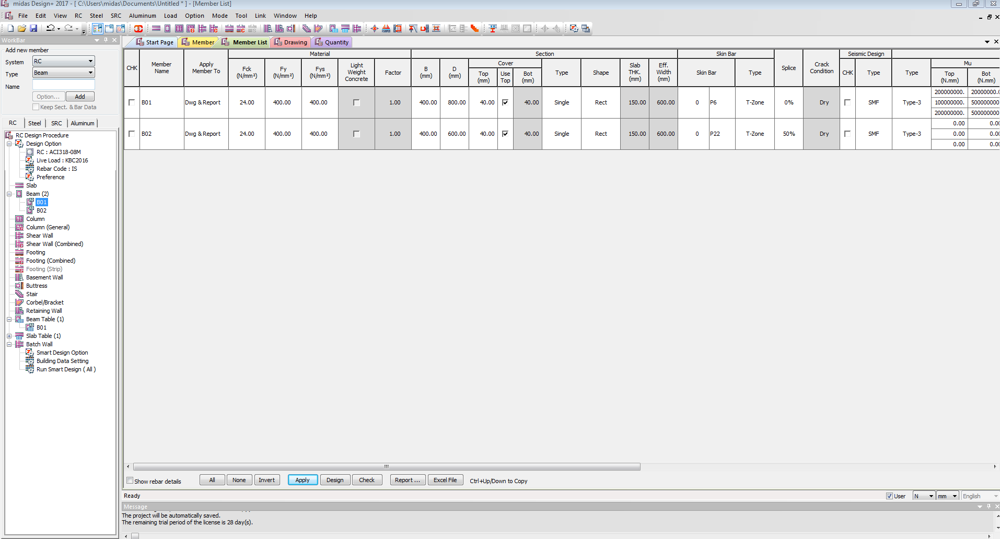 midas Design+ 2017 - [ C:\Users\midas\Documents\Untitled * ] - [Member List]
File Edit View RC Steel SRC Aluminum Load Option Mode Tool Link Window Help
WorkBar
Add new member
System RC
Type Beam
Name
Option... Add
Keep Sect. & Bar Data
RC Steel SRC Aluminum
RC Design Procedure
Design Option
RC : ACI318-08M
Live Load : KBC2016
Rebar Code : IS
Preference
Slab
Beam (2)
B01
B02
Column
Column (General)
Shear Wall
Shear Wall (Combined)
Footing
Footing (Combined)
Footing (Strip)
Basement Wall
Buttress
Stair
Corbel/Bracket
Retaining Wall
Beam Table (1)
B01
Slab Table (1)
Batch Wall
Smart Design Option
Building Data Setting
Run Smart Design ( All )
Start Page Member Member List Drawing Quantity
CHK Member Name Apply Member To Material Section Skin Bar Splice Crack Condition Seismic Design
Fck (N/mm²) Fy (N/mm²) Fys (N/mm²) Light Weight Concrete Factor B (mm) D (mm) Cover Type Shape Slab THK. (mm) Eff. Width (mm) Skin Bar Type CHK Type Type Mu
Top (mm) Use Top Bot (mm) Top (N.mm) Bot (N.mm)
200000000. 20000000.0
B01 Dwg & Report 24.00 400.00 400.00 1.00 400.00 800.00 40.00 40.00 Single Rect 150.00 600.00 0 P6 T-Zone 0% Dry SMF Type-3 100000000. 500000000
200000000. 500000000
0.00 0.00
B02 Dwg & Report 24.00 400.00 400.00 1.00 400.00 600.00 40.00 40.00 Single Rect 150.00 600.00 0 P22 T-Zone 50% Dry SMF Type-3 0.00 0.00
0.00 0.00
Show rebar details All None Invert Apply Design Check Report ... Excel File Ctrl+Up/Down to Copy
Ready User N mm English
Message
The project will be automatically saved.
The remaining trial period of the license is 28 day(s).